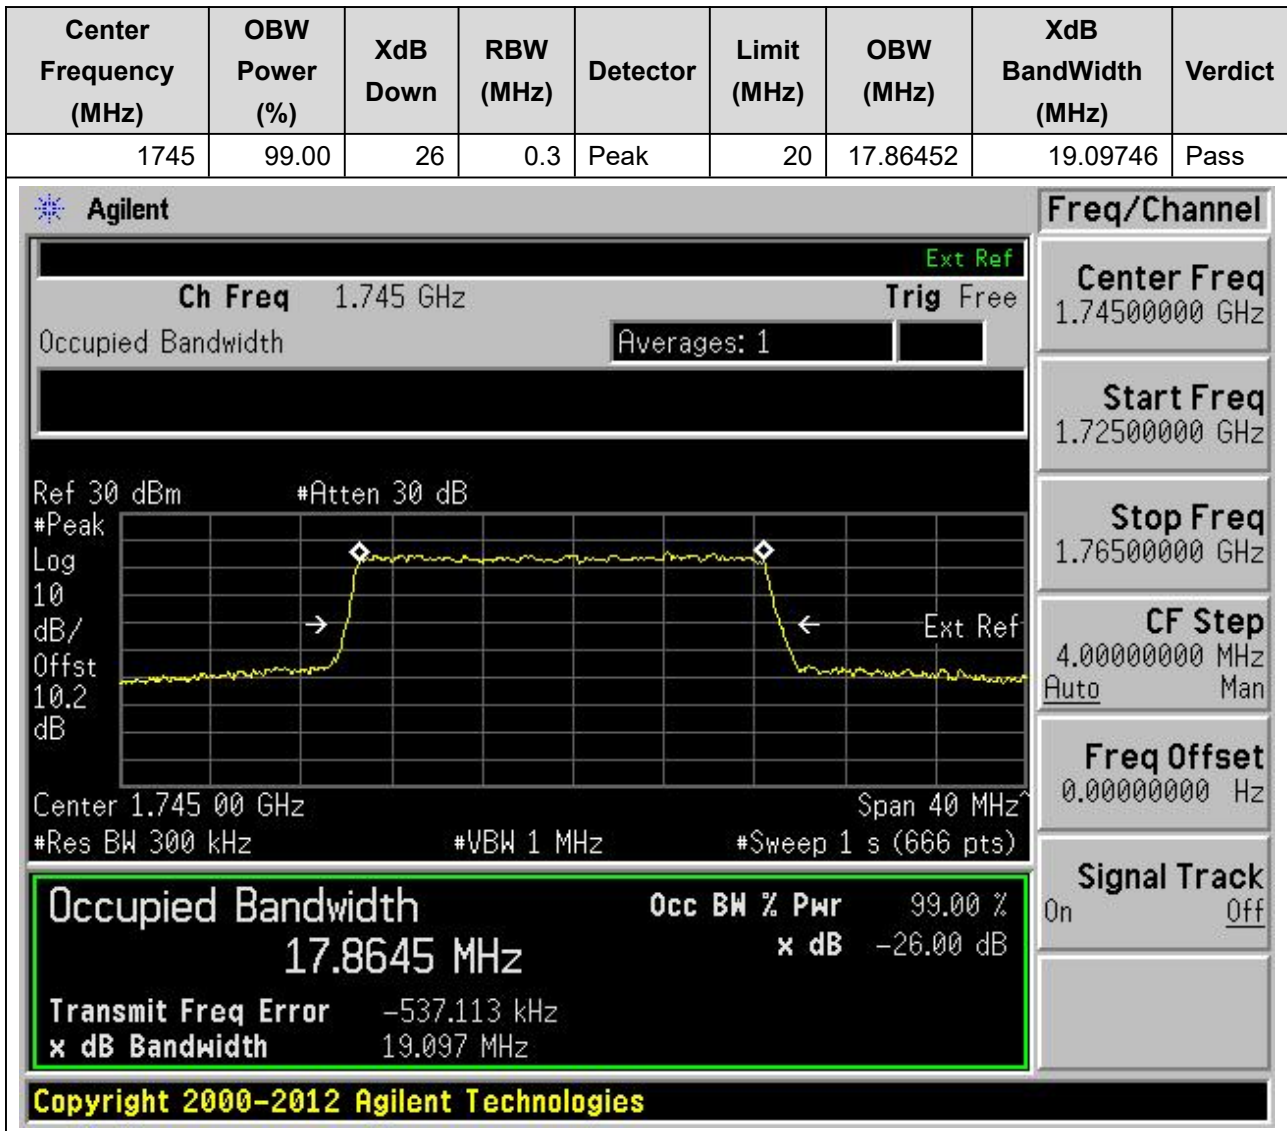 Center Frequency (MHz) OBW Power (%) XdB Down RBW (MHz) Detector Limit (MHz) OBW (MHz) XdB BandWidth (MHz) Verdict
1745 99.00 26 0.3 Peak 20 17.86452 19.09746 Pass
Agilent
Freq/Channel
Ext Ref
Ch Freq 1.745 GHz Trig Free
Occupied Bandwidth Averages: 1
Center Freq
1.74500000 GHz
Start Freq
1.72500000 GHz
Stop Freq
1.76500000 GHz
CF Step
4.00000000 MHz
Auto Man
Freq Offset
0.00000000 Hz
Signal Track
On Off
Ref 30 dBm #Atten 30 dB
#Peak
Log
10
dB/
Offst
10.2
dB
Ext Ref
Center 1.745 00 GHz Span 40 MHz^
#Res BW 300 kHz #VBW 1 MHz #Sweep 1 s (666 pts)
Occupied Bandwidth Occ BW % Pwr 99.00 %
17.8645 MHz x dB -26.00 dB
Transmit Freq Error -537.113 kHz
x dB Bandwidth 19.097 MHz
Copyright 2000-2012 Agilent Technologies